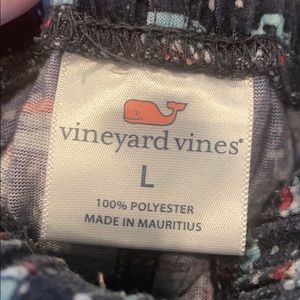 vineyard vines®
L
100% POLYESTER
MADE IN MAURITIUS